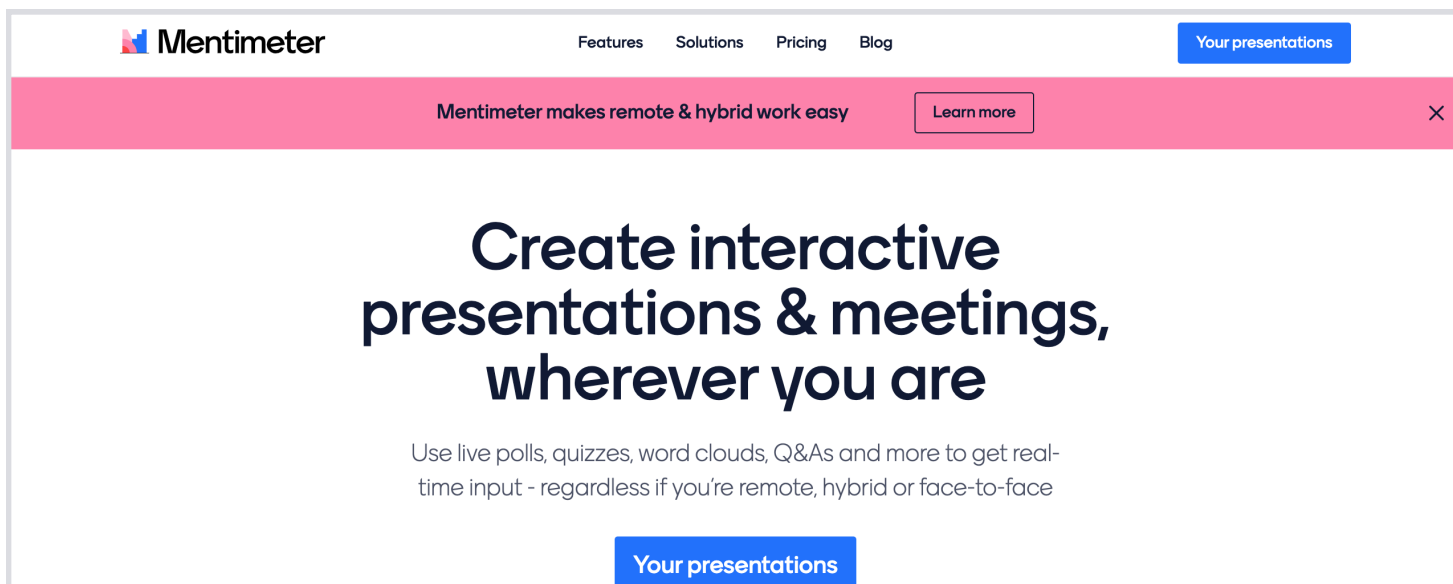 Mentimeter
Features Solutions Pricing Blog
Your presentations
Mentimeter makes remote & hybrid work easy
Learn more
Create interactive
presentations & meetings,
wherever you are
Use live polls, quizzes, word clouds, Q&As and more to get real-
time input - regardless if you're remote, hybrid or face-to-face
Your presentations